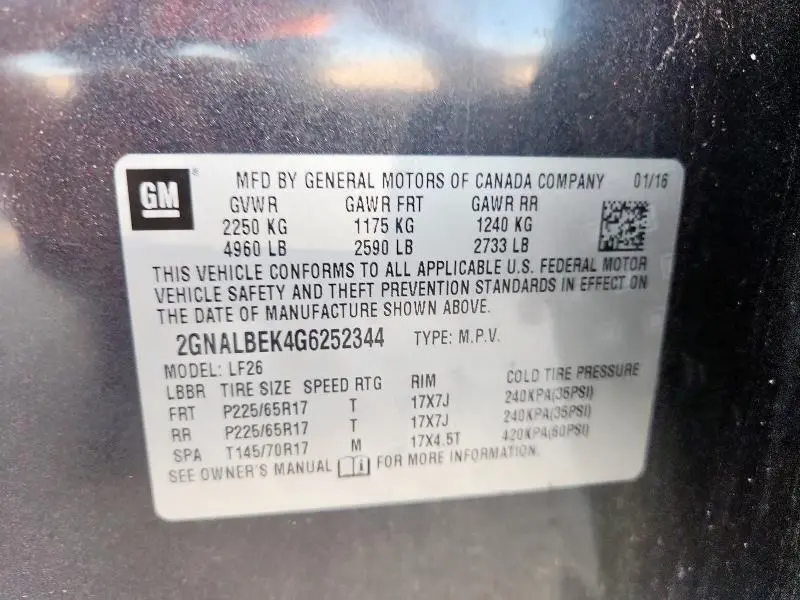 GM
MFD BY GENERAL MOTORS OF CANADA COMPANY 01/16
GVWR GAWR FRT GAWR RR
2250 KG 1175 KG 1240 KG
4960 LB 2590 LB 2733 LB
THIS VEHICLE CONFORMS TO ALL APPLICABLE U.S. FEDERAL MOTOR
VEHICLE SAFETY AND THEFT PREVENTION STANDARDS IN EFFECT ON
THE DATE OF MANUFACTURE SHOWN ABOVE.
2GNALBEK4G6252344 TYPE: M.P.V.
MODEL: LF26
LBBR TIRE SIZE SPEED RTG RIM COLD TIRE PRESSURE
FRT P225/65R17 T 17X7J 240KPA(35PSI)
RR P225/65R17 T 17X7J 240KPA(35PSI)
SPA T145/70R17 M 17X4.5T 420KPA(60PSI)
SEE OWNER'S MANUAL FOR MORE INFORMATION.